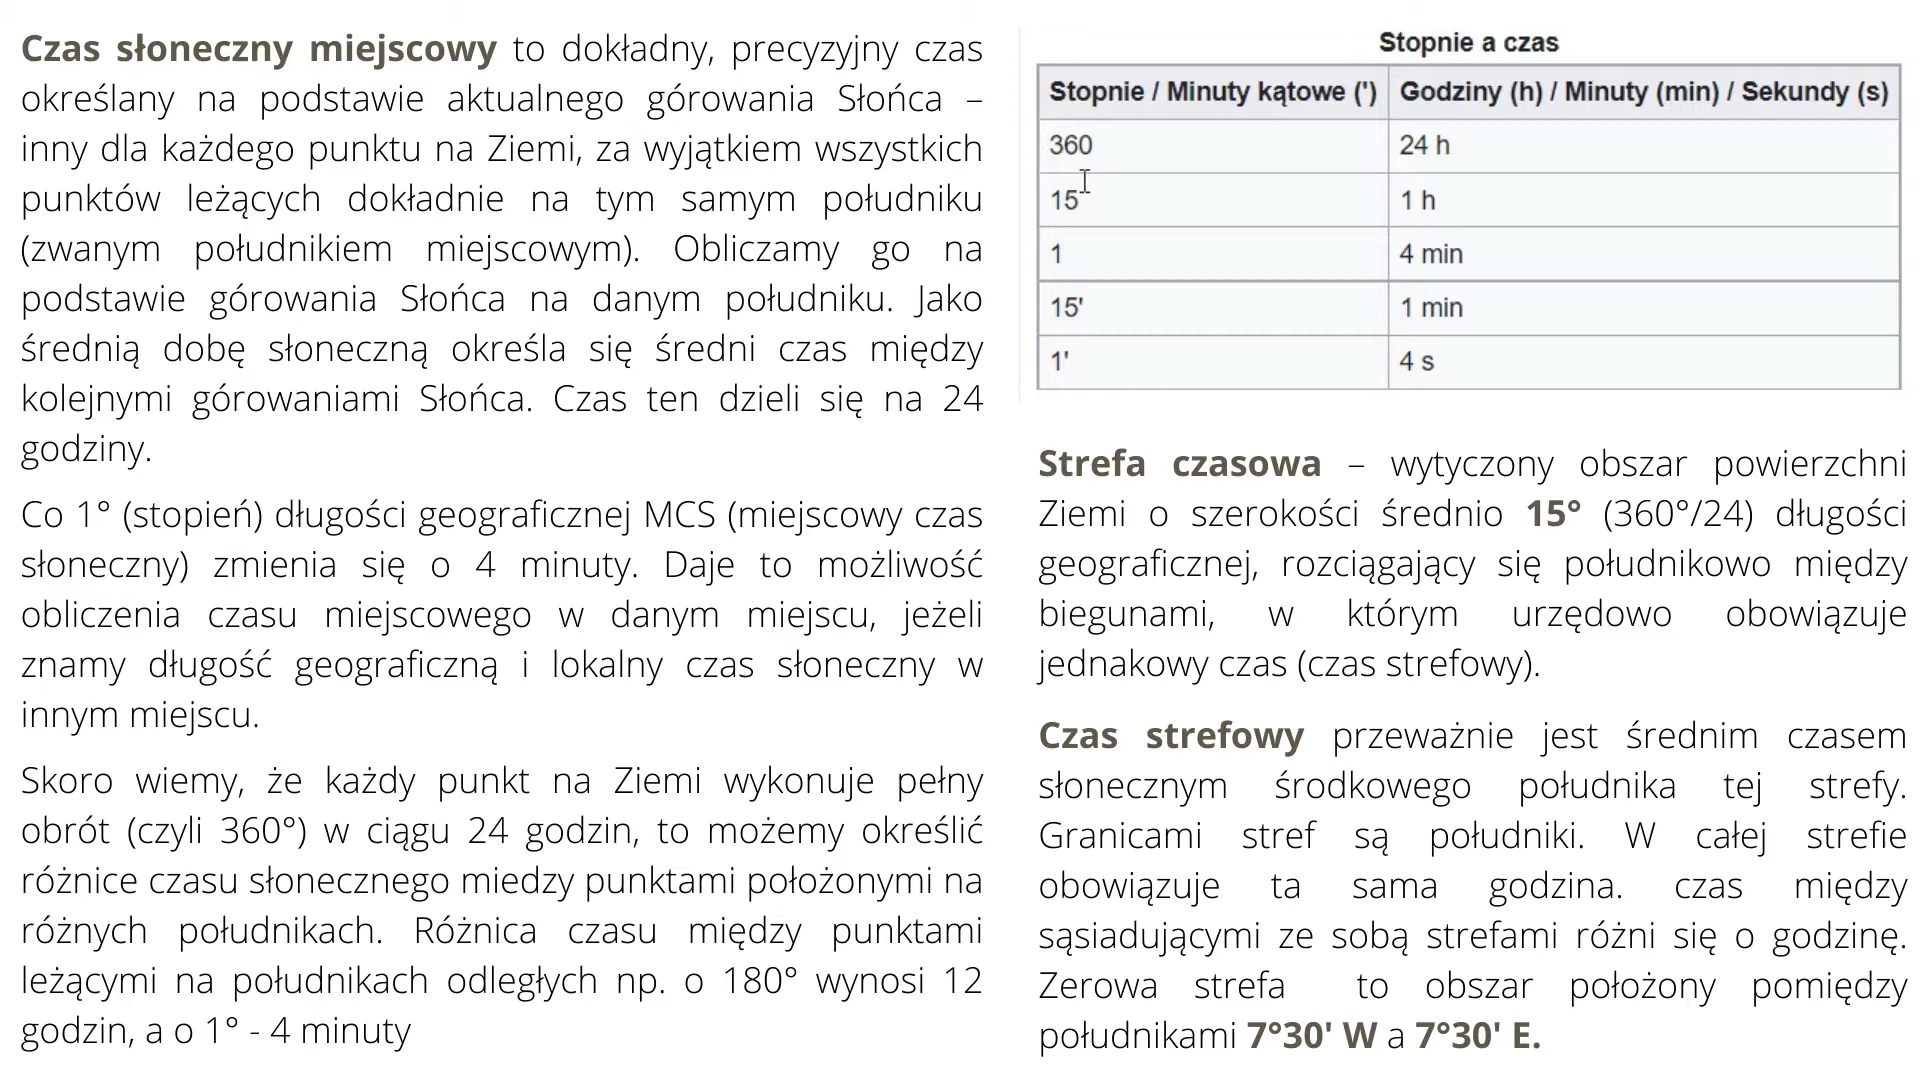 Czas słoneczny miejscowy to dokładny, precyzyjny czas
określany na podstawie aktualnego górowania Słońca –
inny dla każdego punktu na Ziemi, za wyjątkiem wszystkich
punktów leżących dokładnie na tym samym południku
(zwanym południkiem miejscowym). Obliczamy go na
podstawie górowania Słońca na danym południku. Jako
średnią dobę słoneczną określa się średni czas między
kolejnymi górowaniami Słońca. Czas ten dzieli się na 24
godziny.
Co 1° (stopień) długości geograficznej MCS (miejscowy czas
słoneczny) zmienia się o 4 minuty. Daje to możliwość
obliczenia czasu miejscowego w danym miejscu, jeżeli
znamy długość geograficzną i lokalny czas słoneczny w
innym miejscu.
Skoro wiemy, że każdy punkt na Ziemi wykonuje pełny
obrót (czyli 360°) w ciągu 24 godzin, to możemy określić
różnice czasu słonecznego miedzy punktami położonymi na
różnych południkach. Różnica czasu między punktami
leżącymi na południkach odległych np. o 180° wynosi 12
godzin, a o 1° - 4 minuty
Stopnie a czas
Stopnie / Minuty kątowe (') Godziny (h) / Minuty (min) / Sekundy (s)
360 24 h
15 1 h
1 4 min
15' 1 min
1' 4 s
Strefa czasowa – wytyczony obszar powierzchni
Ziemi o szerokości średnio 15° (360°/24) długości
geograficznej, rozciągający się południkowo między
biegunami, w którym urzędowo obowiązuje
jednakowy czas (czas strefowy).
Czas strefowy przeważnie jest średnim czasem
słonecznym środkowego południka tej strefy.
Granicami stref są południki. W całej strefie
obowiązuje ta sama godzina. czas między
sąsiadującymi ze sobą strefami różni się o godzinę.
Zerowa strefa to obszar położony pomiędzy
południkami 7°30' W a 7°30' E.